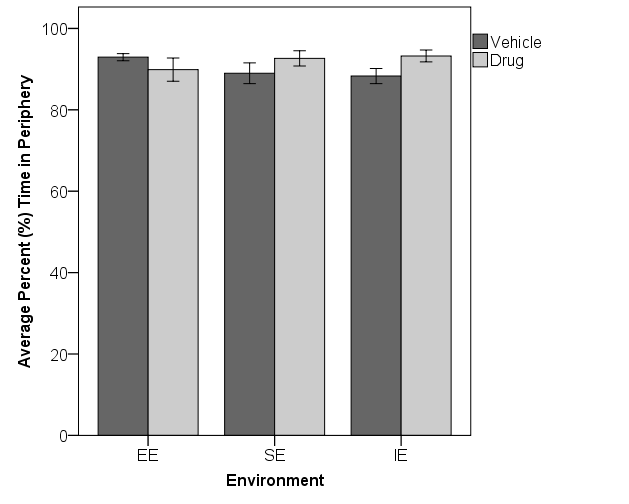 Average Percent (%) Time in Periphery
100
80
60
40
20
0
EE
SE
IE
Environment
Vehicle
Drug